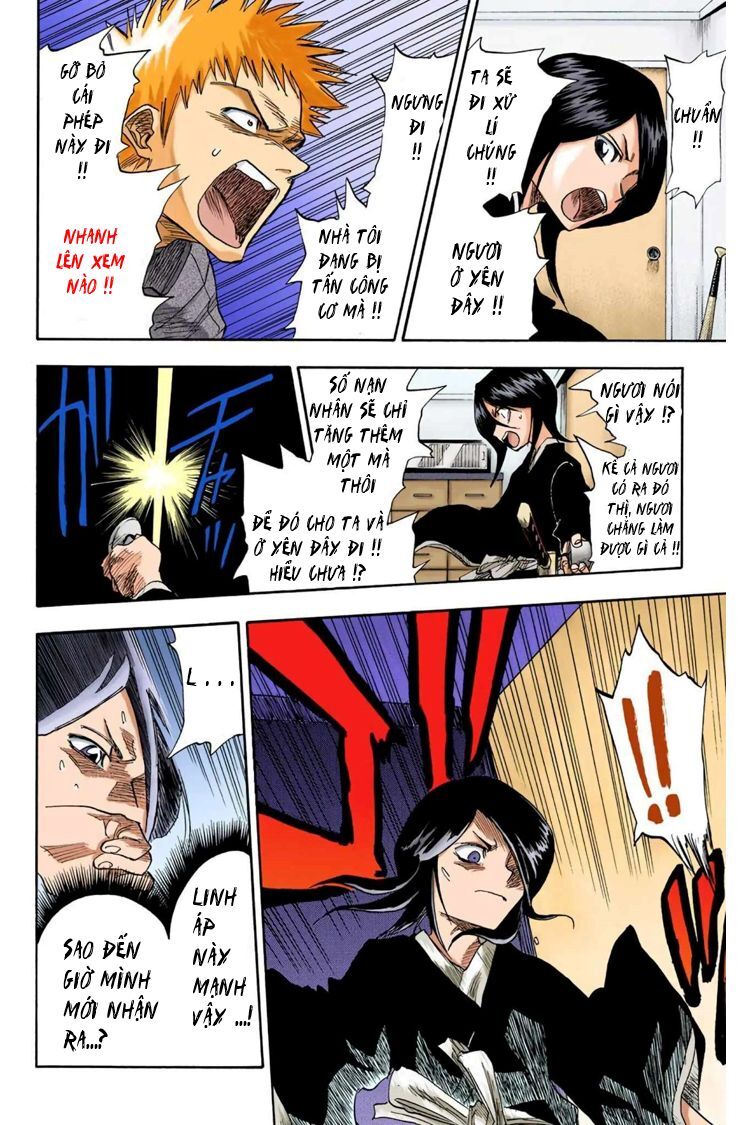 CHUẨN
!!
TA SẼ
ĐI XỬ
LÍ
CHÚNG
!!
NGƯƠI
Ở YÊN
ĐÂY !!
NGƯNG
ĐI !!
NHÀ TÔI
ĐANG BỊ
TẤN CÔNG
CƠ MÀ !!
GỠ BỎ
CÁI
PHÉP
NÀY ĐI
!!
NHANH
LÊN XEM
NÀO !!
NGƯƠI NÓI
GÌ VẬY !?
KỂ CẢ NGƯƠI
CÓ RA ĐÓ
THÌ, NGƯƠI
CHẲNG LÀM
ĐƯỢC GÌ CẢ !!
SỐ NẠN
NHÂN SẼ CHỈ
TĂNG THÊM
MỘT MÀ
THÔI
ĐỂ ĐÓ CHO TA VÀ
Ở YÊN ĐÂY ĐI !!
HIỂU CHƯA !?
!!
L . . .
LINH
ÁP
NÀY
MẠNH
VẬY ...!
SAO ĐẾN
GIỜ MÌNH
MỚI NHẬN
RA...?